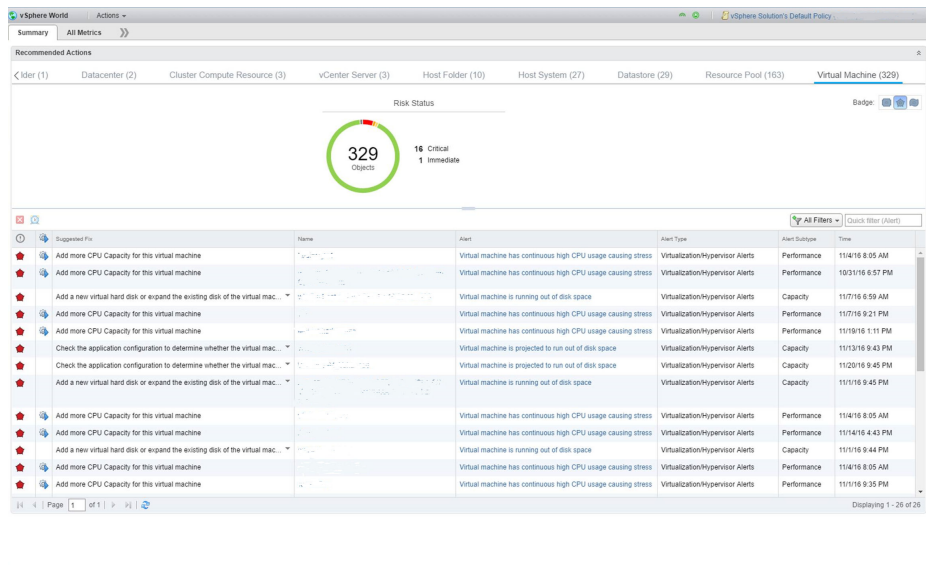 vSphere World Actions vSphere Solution's Default Policy
Summary All Metrics
Recommended Actions
lder (1) Datacenter (2) Cluster Compute Resource (3) vCenter Server (3) Host Folder (10) Host System (27) Datastore (29) Resource Pool (163) Virtual Machine (329)
Risk Status Badge:
329
Objects
16 Critical
1 Immediate
All Filters Quick filter (Alert)
Suggested Fix Name Alert Alert Type Alert Subtype Time
Add more CPU Capacity for this virtual machine Virtual machine has continuous high CPU usage causing stress Virtualization/Hypervisor Alerts Performance 11/4/16 8:05 AM
Add more CPU Capacity for this virtual machine Virtual machine has continuous high CPU usage causing stress Virtualization/Hypervisor Alerts Performance 10/31/16 6:57 PM
Add a new virtual hard disk or expand the existing disk of the virtual mac... Virtual machine is running out of disk space Virtualization/Hypervisor Alerts Capacity 11/7/16 6:59 AM
Add more CPU Capacity for this virtual machine Virtual machine has continuous high CPU usage causing stress Virtualization/Hypervisor Alerts Performance 11/7/16 9:21 PM
Add more CPU Capacity for this virtual machine Virtual machine has continuous high CPU usage causing stress Virtualization/Hypervisor Alerts Performance 11/19/16 1:11 PM
Check the application configuration to determine whether the virtual mac... Virtual machine is projected to run out of disk space Virtualization/Hypervisor Alerts Capacity 11/13/16 9:43 PM
Check the application configuration to determine whether the virtual mac... Virtual machine is projected to run out of disk space Virtualization/Hypervisor Alerts Capacity 11/20/16 9:45 PM
Add a new virtual hard disk or expand the existing disk of the virtual mac... Virtual machine is running out of disk space Virtualization/Hypervisor Alerts Capacity 11/1/16 9:45 PM
Add more CPU Capacity for this virtual machine Virtual machine has continuous high CPU usage causing stress Virtualization/Hypervisor Alerts Performance 11/4/16 8:05 AM
Add more CPU Capacity for this virtual machine Virtual machine has continuous high CPU usage causing stress Virtualization/Hypervisor Alerts Performance 11/14/16 4:43 PM
Add a new virtual hard disk or expand the existing disk of the virtual mac... Virtual machine is running out of disk space Virtualization/Hypervisor Alerts Capacity 11/1/16 9:44 PM
Add more CPU Capacity for this virtual machine Virtual machine has continuous high CPU usage causing stress Virtualization/Hypervisor Alerts Performance 11/4/16 8:05 AM
Add more CPU Capacity for this virtual machine Virtual machine has continuous high CPU usage causing stress Virtualization/Hypervisor Alerts Performance 11/1/16 9:35 PM
Page 1 of 1 Displaying 1 - 26 of 26